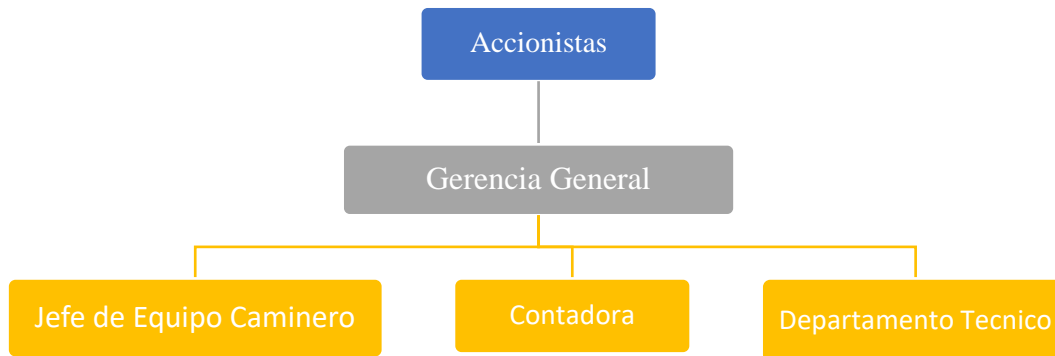 Accionistas
Gerencia General
Jefe de Equipo Caminero
Contadora
Departamento Tecnico